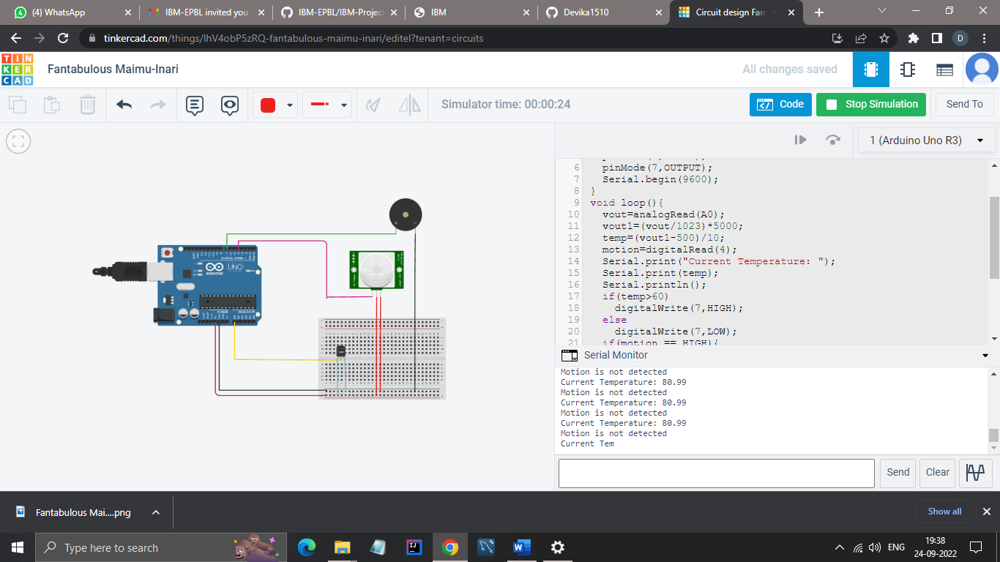 (4) WhatsApp
IBM-EPBL invited you
IBM-EPBL/IBM-Projec
IBM
Devika1510
Circuit design Fan
tinkercad.com/things/lhV4obP5zRQ-fantabulous-maimu-inari/editel?tenant=circuits
D
TIN
KER
CAD
Fantabulous Maimu-Inari
All changes saved
Simulator time: 00:00:24
Code
Stop Simulation
Send To
1 (Arduino Uno R3)
6 pinMode(7,OUTPUT);
7 Serial.begin(9600);
8 }
9 void loop(){
10 vout=analogRead(A0);
11 vout1=(vout/1023)*5000;
12 temp=(vout1-500)/10;
13 motion=digitalRead(4);
14 Serial.print("Current Temperature: ");
15 Serial.print(temp);
16 Serial.println();
17 if(temp>60)
18 digitalWrite(7,HIGH);
19 else
20 digitalWrite(7,LOW);
21 if(motion == HIGH){
UNO
ARDUINO
Serial Monitor
Motion is not detected
Current Temperature: 80.99
Motion is not detected
Current Temperature: 80.99
Motion is not detected
Current Temperature: 80.99
Motion is not detected
Current Tem
Send
Clear
Fantabulous Mai....png
Show all
Type here to search
ENG
19:38
24-09-2022